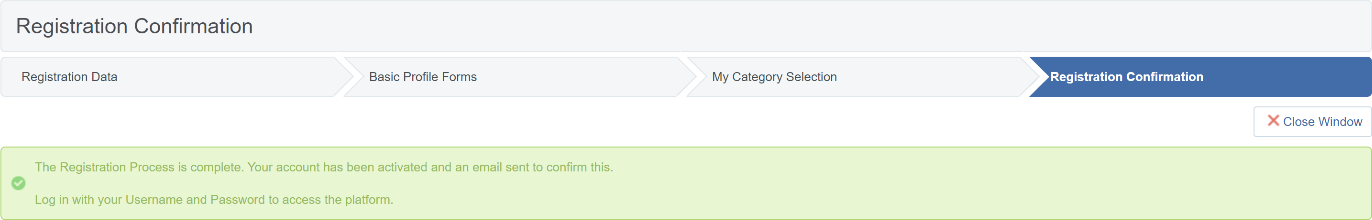 Registration Confirmation
Registration Data
Basic Profile Forms
My Category Selection
Registration Confirmation
Close Window
The Registration Process is complete. Your account has been activated and an email sent to confirm this.
Log in with your Username and Password to access the platform.